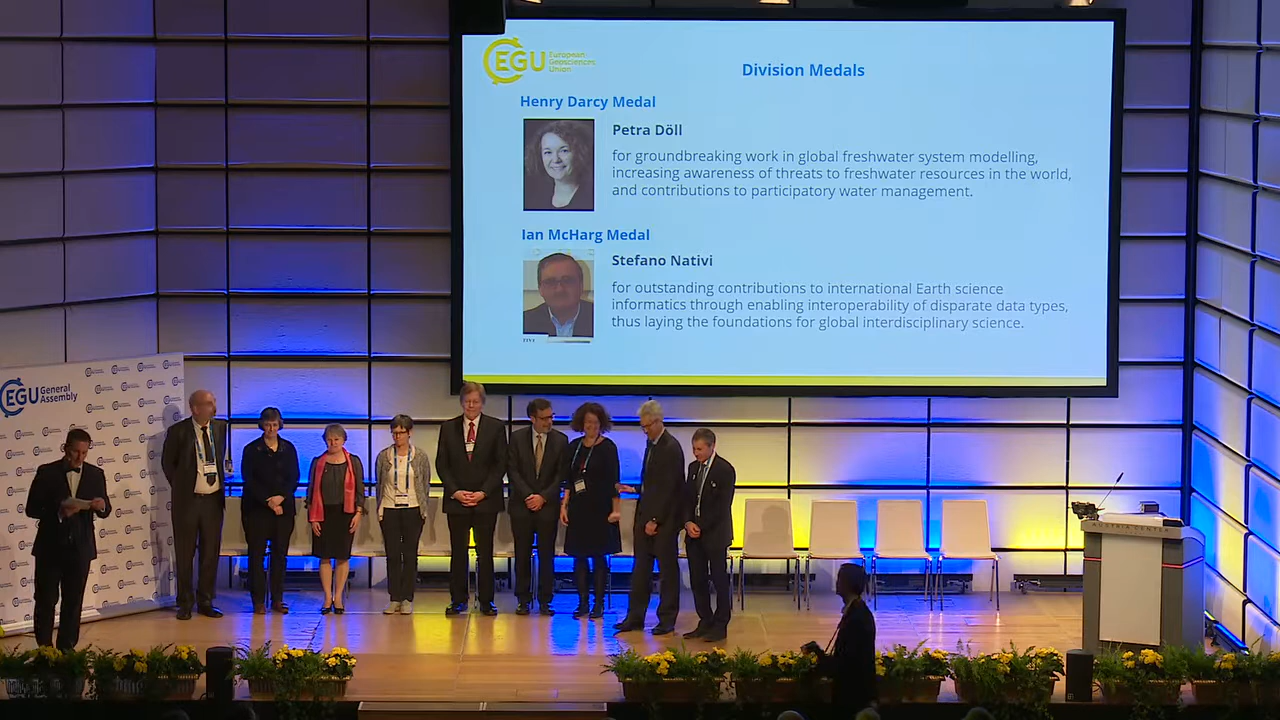 EGU European
Geosciences
Union
Division Medals
Henry Darcy Medal
Petra Döll
for groundbreaking work in global freshwater system modelling,
increasing awareness of threats to freshwater resources in the world,
and contributions to participatory water management.
Ian McHarg Medal
Stefano Nativi
for outstanding contributions to international Earth science
informatics through enabling interoperability of disparate data types,
thus laying the foundations for global interdisciplinary science.
EGU General
Assembly
AUSTRIA CENTER